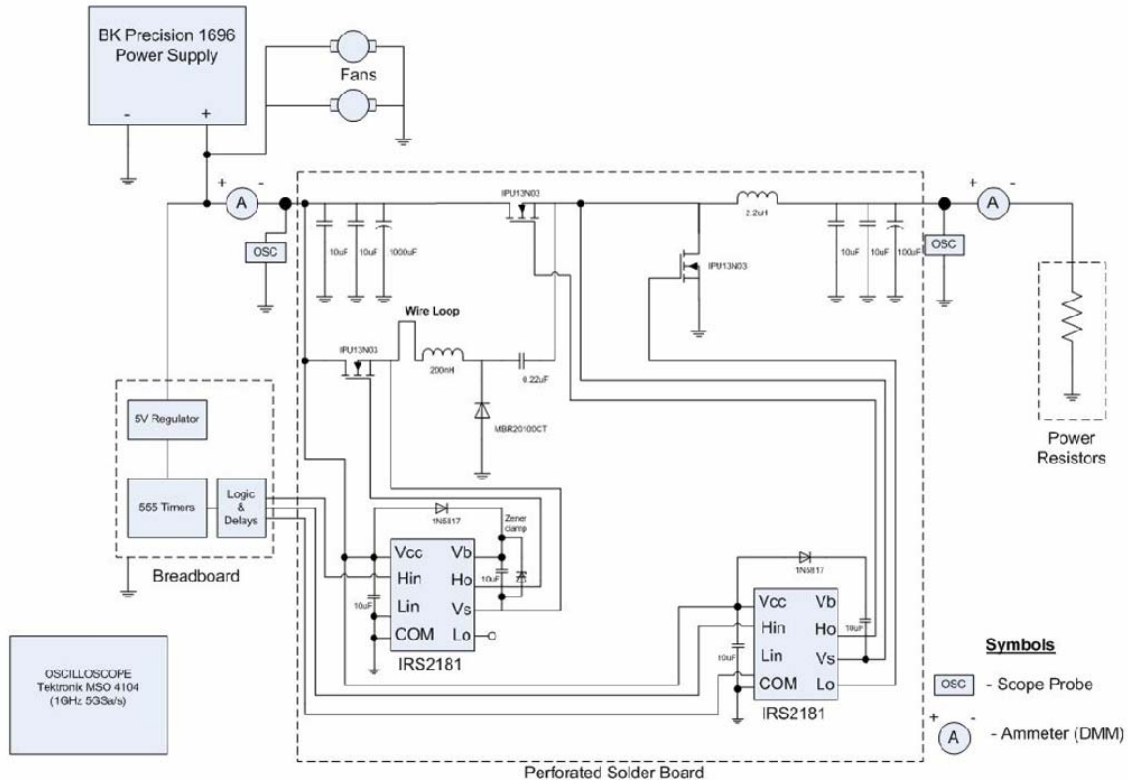 BK Precision 1696
Power Supply
-
+
Fans
+
A
-
OSC
10uF
10uF
1000uF
IPU13N03
2.2uH
IPU13N03
10uF
10uF
100uF
OSC
+
A
-
Power
Resistors
Wire Loop
IPU13N03
200nH
0.22uF
MBR20100CT
5V Regulator
555 Timers
Logic
&
Delays
Breadboard
1N5817
Zener
clamp
Vcc
Vb
Hin
Ho
Lin
Vs
COM
Lo
10uF
10uF
IRS2181
1N5817
Vcc
Vb
Hin
Ho
Lin
Vs
COM
Lo
10uF
10uF
IRS2181
OSCILLOSCOPE
Tektronix MSO 4104
(1GHz 5GSa/s)
Symbols
OSC - Scope Probe
+ -
A - Ammeter (DMM)
Perforated Solder Board